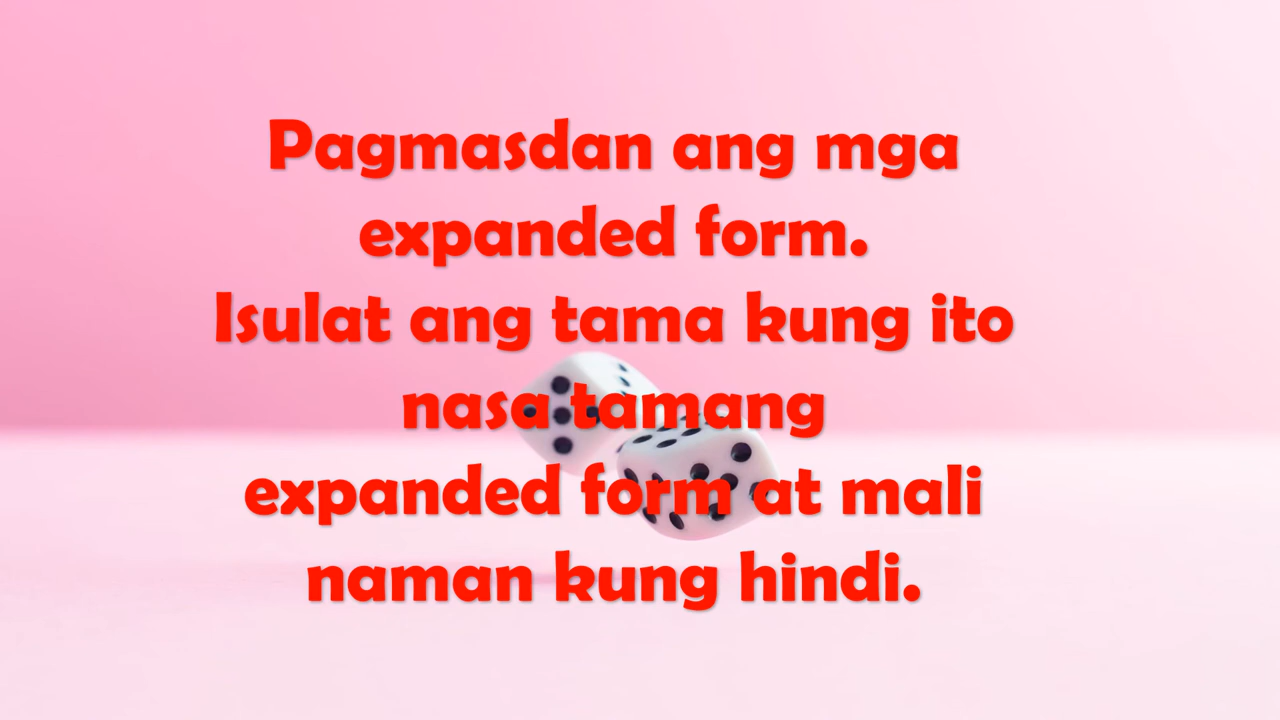 Pagmasdan ang mga
expanded form.
Isulat ang tama kung ito
nasa tamang
expanded form at mali
naman kung hindi.